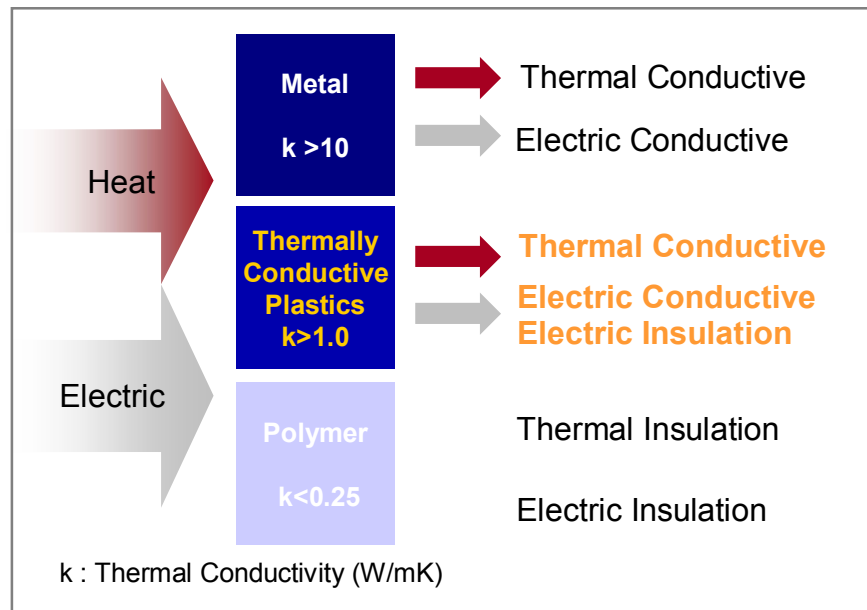 Heat
Electric
Metal
k >10
Thermal Conductive
Electric Conductive
Thermally
Conductive
Plastics
k>1.0
Thermal Conductive
Electric Conductive
Electric Insulation
Polymer
k<0.25
Thermal Insulation
Electric Insulation
k : Thermal Conductivity (W/mK)